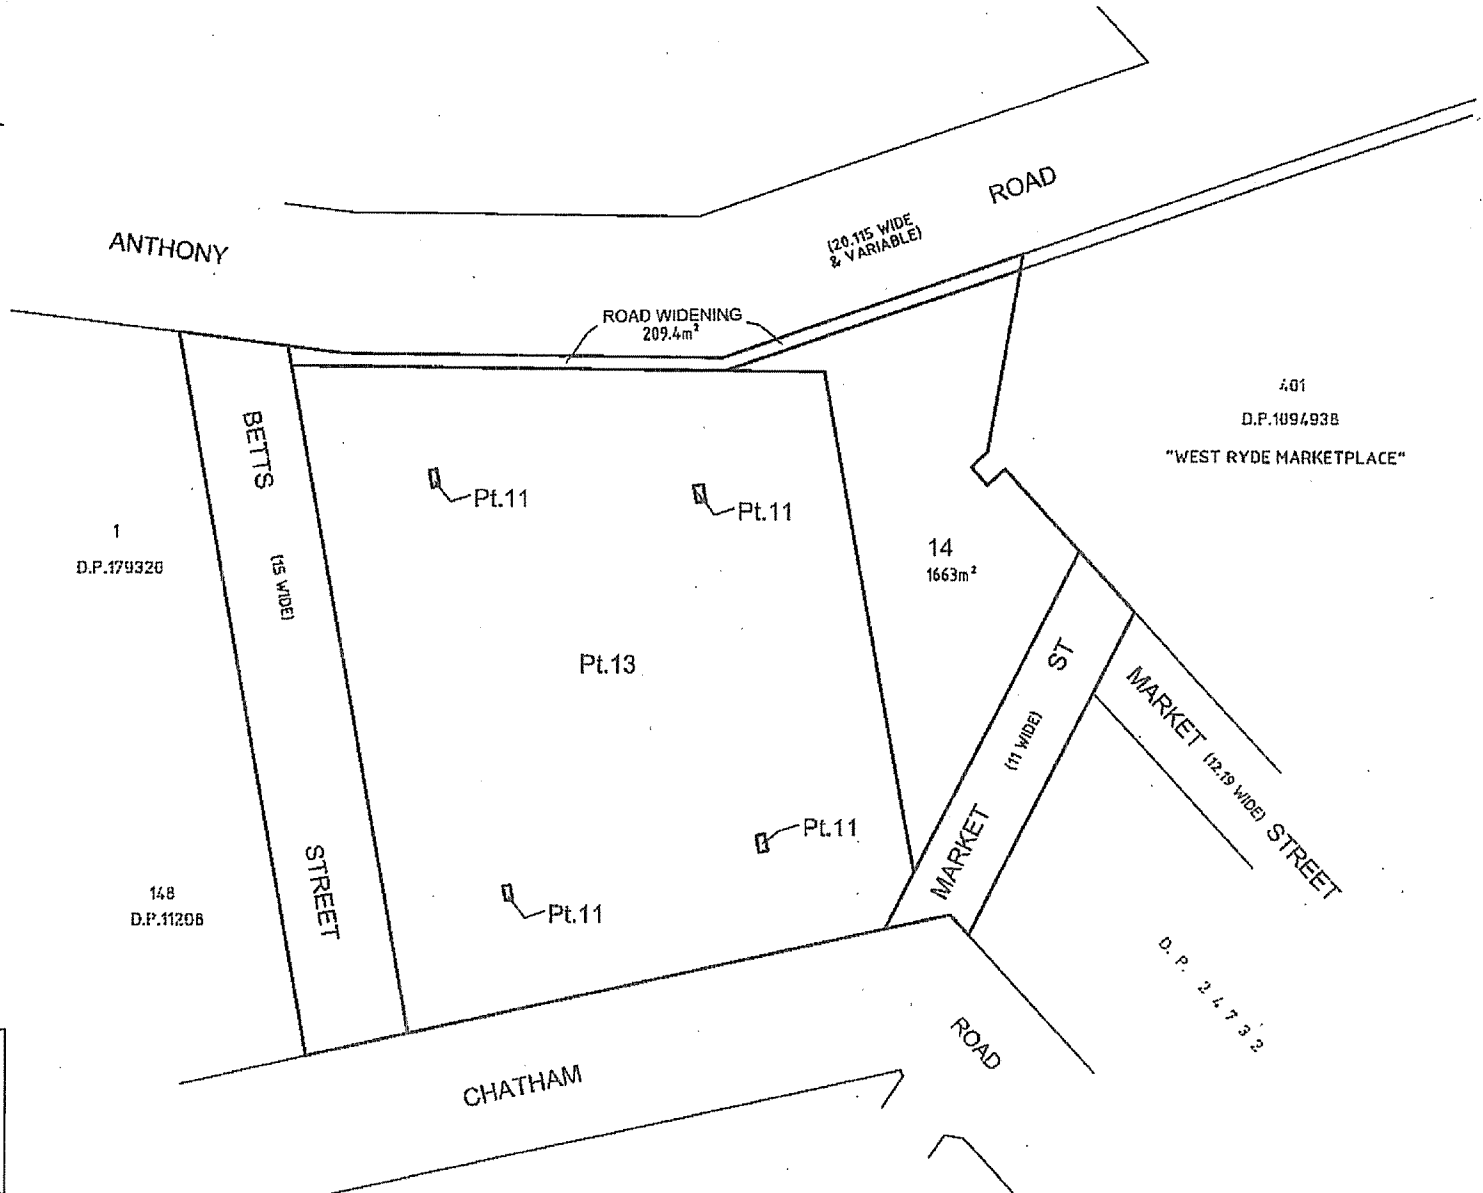 ROAD
(20.115 WIDE
& VARIABLE)
ANTHONY
ROAD WIDENING
209.4m²
401
D.P.1094938
"WEST RYDE MARKETPLACE"
BETTS
(15 WIDE)
STREET
Pt.11
Pt.11
1
D.P.179320
14
1663m²
Pt.13
MARKET ST
(11 WIDE)
MARKET (12.19 WIDE) STREET
Pt.11
Pt.11
148
D.P.11208
D.P. 24732
CHATHAM
ROAD